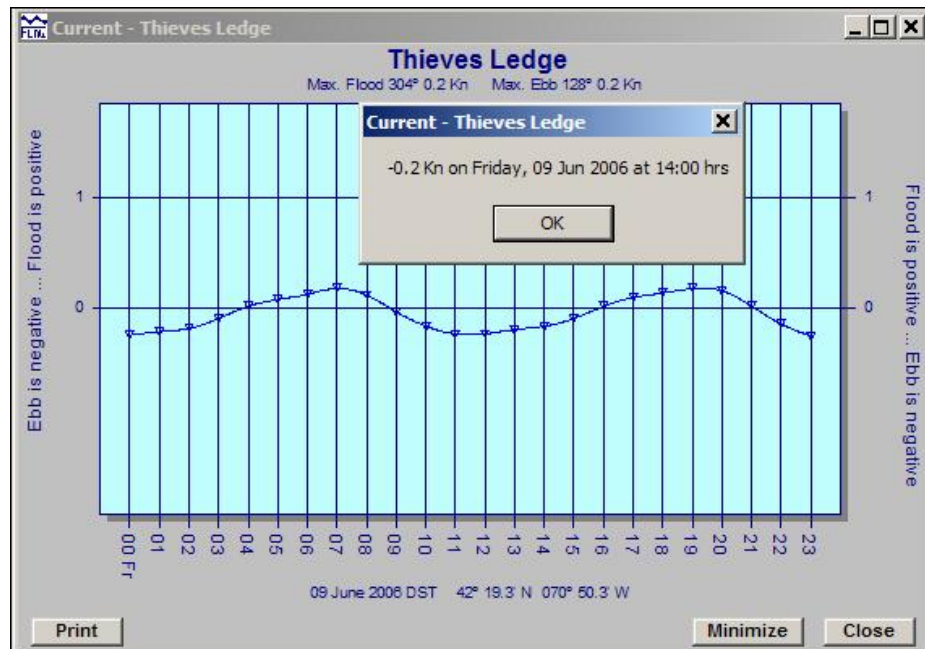 FLOW
Current - Thieves Ledge
Thieves Ledge
Max. Flood 304° 0.2 Kn Max. Ebb 128° 0.2 Kn
Current - Thieves Ledge
-0.2 Kn on Friday, 09 Jun 2006 at 14:00 hrs
OK
Ebb is negative ... Flood is positive
1
0
1
0
Flood is positive ... Ebb is negative
00 Fr 01 02 03 04 05 06 07 08 09 10 11 12 13 14 15 16 17 18 19 20 21 22 23
09 June 2006 DST 42° 19.3' N 070° 50.3' W
Print Minimize Close